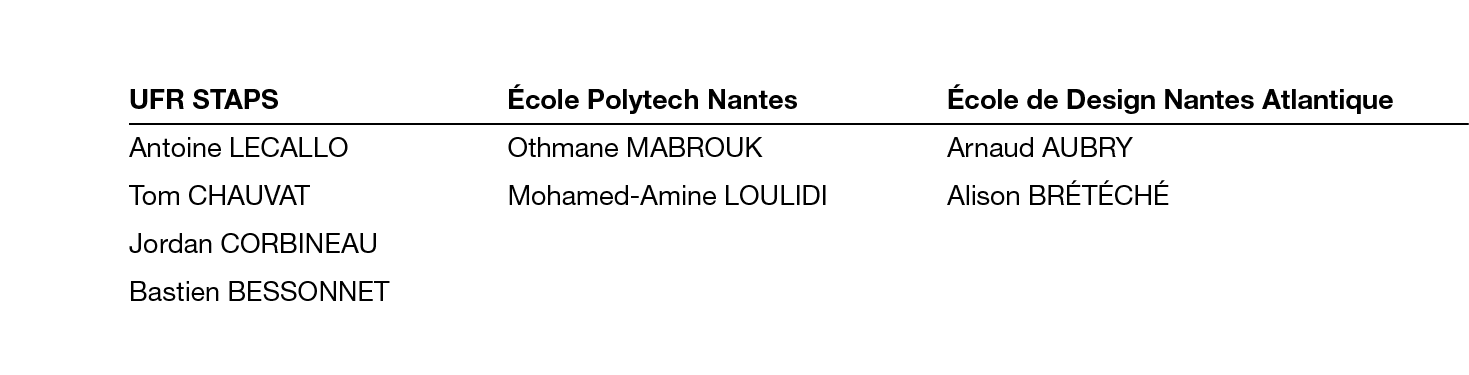 UFR STAPS École Polytech Nantes École de Design Nantes Atlantique
Antoine LECALLO Othmane MABROUK Arnaud AUBRY
Tom CHAUVAT Mohamed-Amine LOULIDI Alison BRÉTÉCHÉ
Jordan CORBINEAU
Bastien BESSONNET